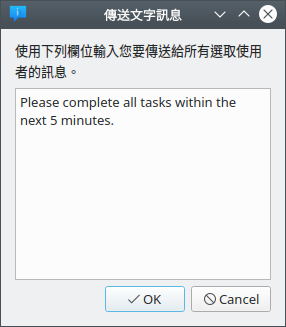 傳送文字訊息
使用下列欄位輸入您要傳送給所有選取使用
者的訊息。
Please complete all tasks within the
next 5 minutes.
OK
Cancel